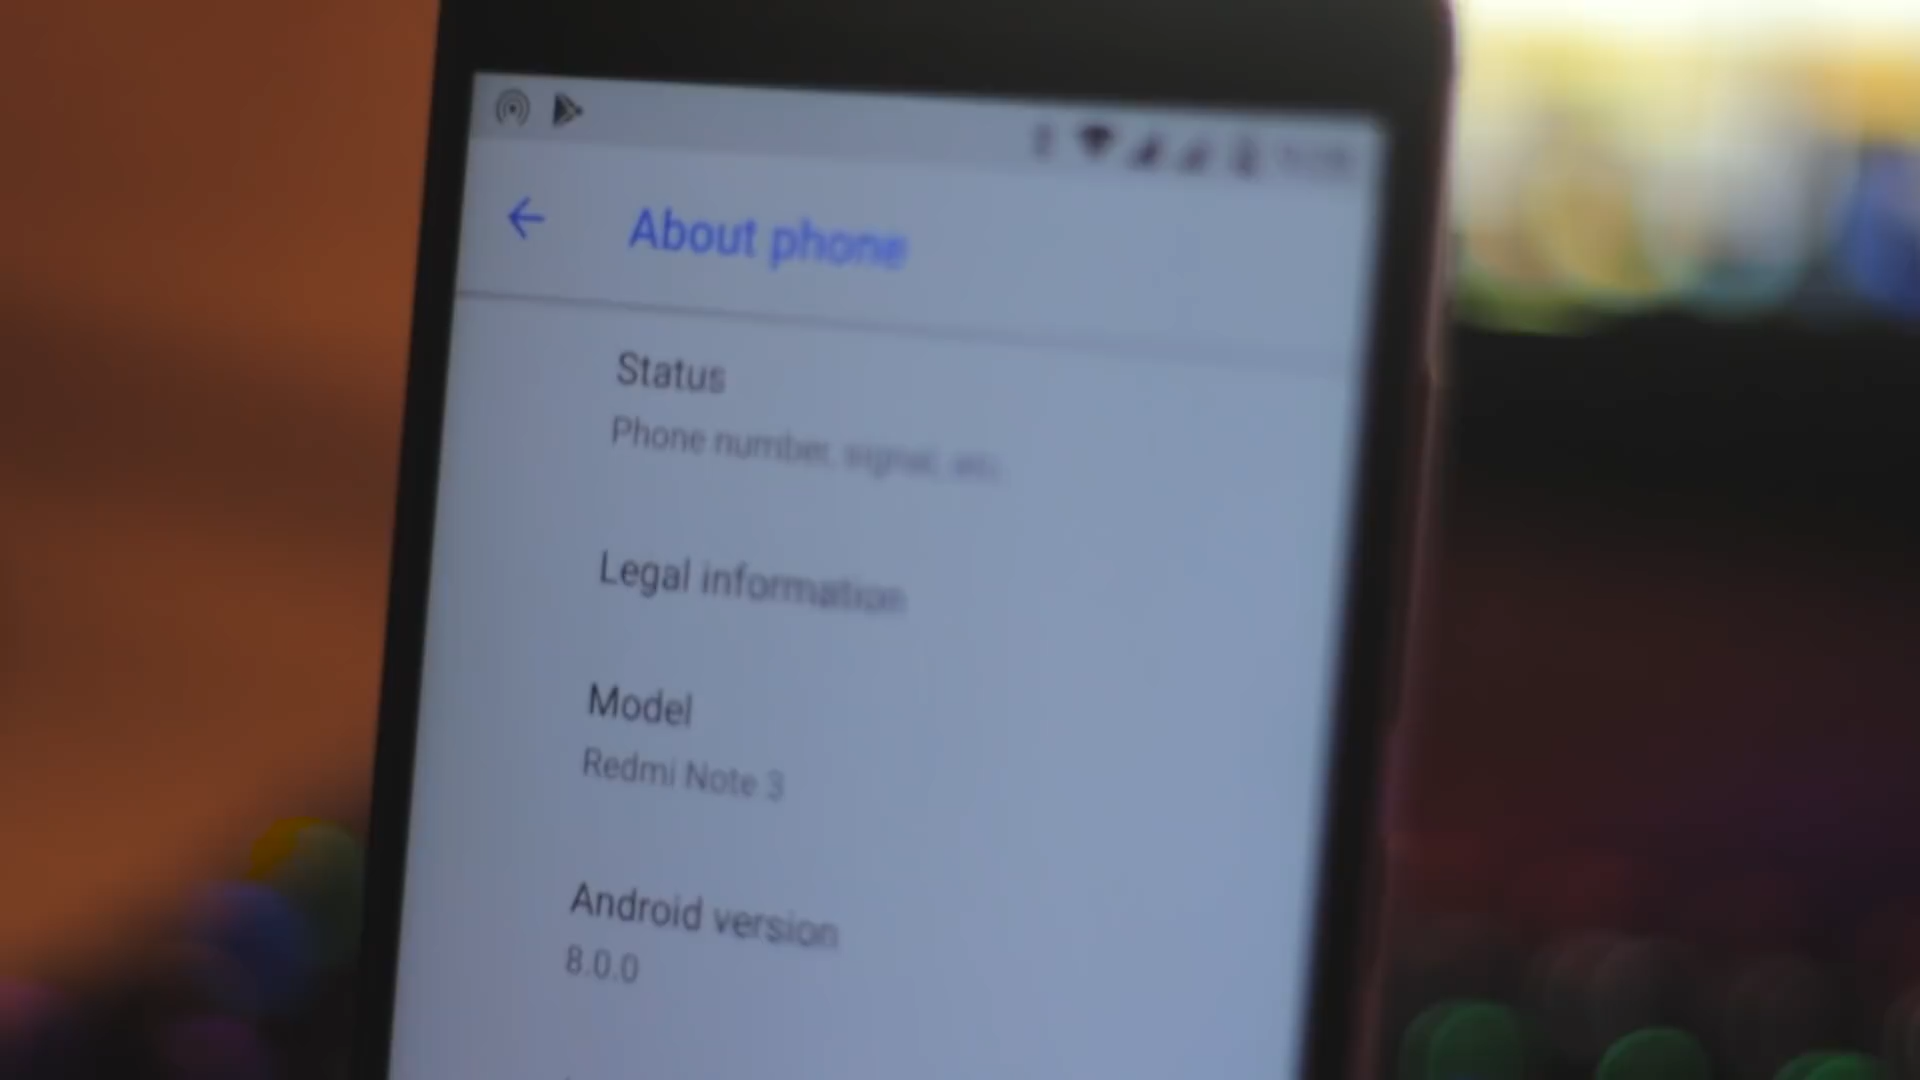 About phone
Status
Phone number, signal, etc.
Legal information
Model
Redmi Note 3
Android version
8.0.0